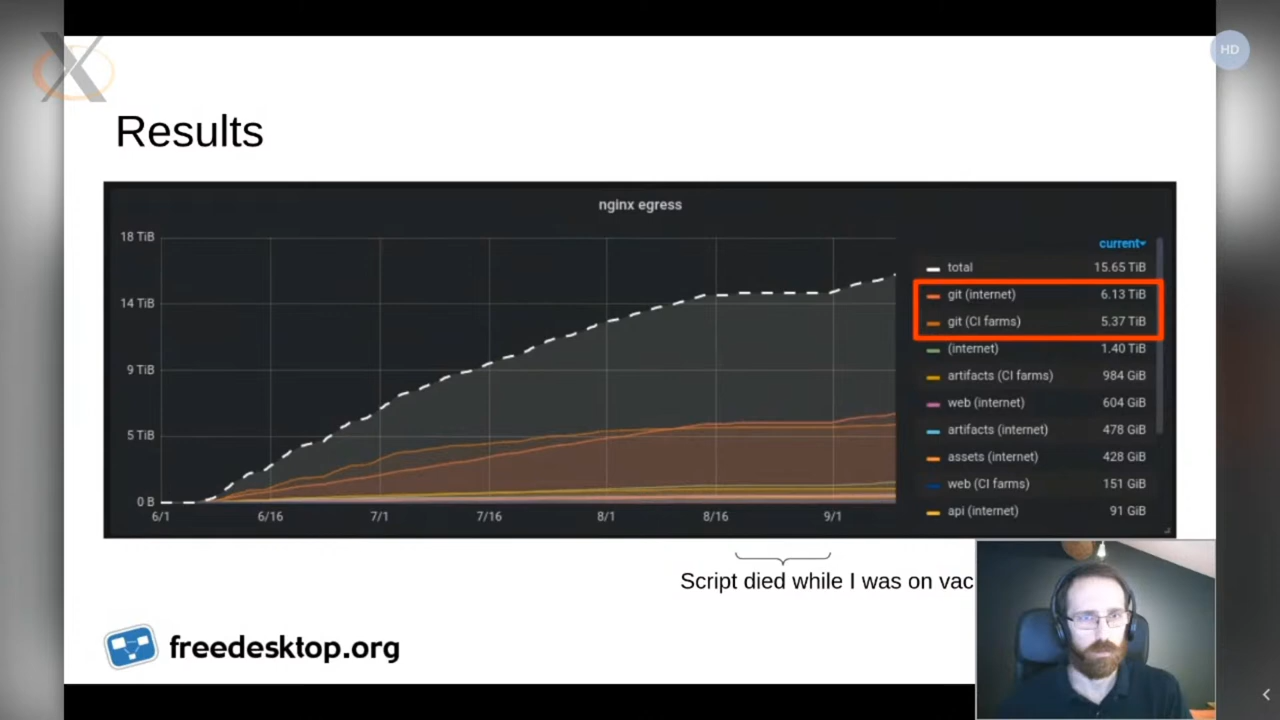 HD
X
Results
nginx egress
18 TiB
14 TiB
9 TiB
5 TiB
0 B
6/1 6/16 7/1 7/16 8/1 8/16 9/1
current
total 15.65 TiB
git (internet) 6.13 TiB
git (CI farms) 5.37 TiB
(internet) 1.40 TiB
artifacts (CI farms) 984 GiB
web (internet) 604 GiB
artifacts (internet) 478 GiB
assets (internet) 428 GiB
web (CI farms) 151 GiB
api (internet) 91 GiB
Script died while I was on vac
freedesktop.org